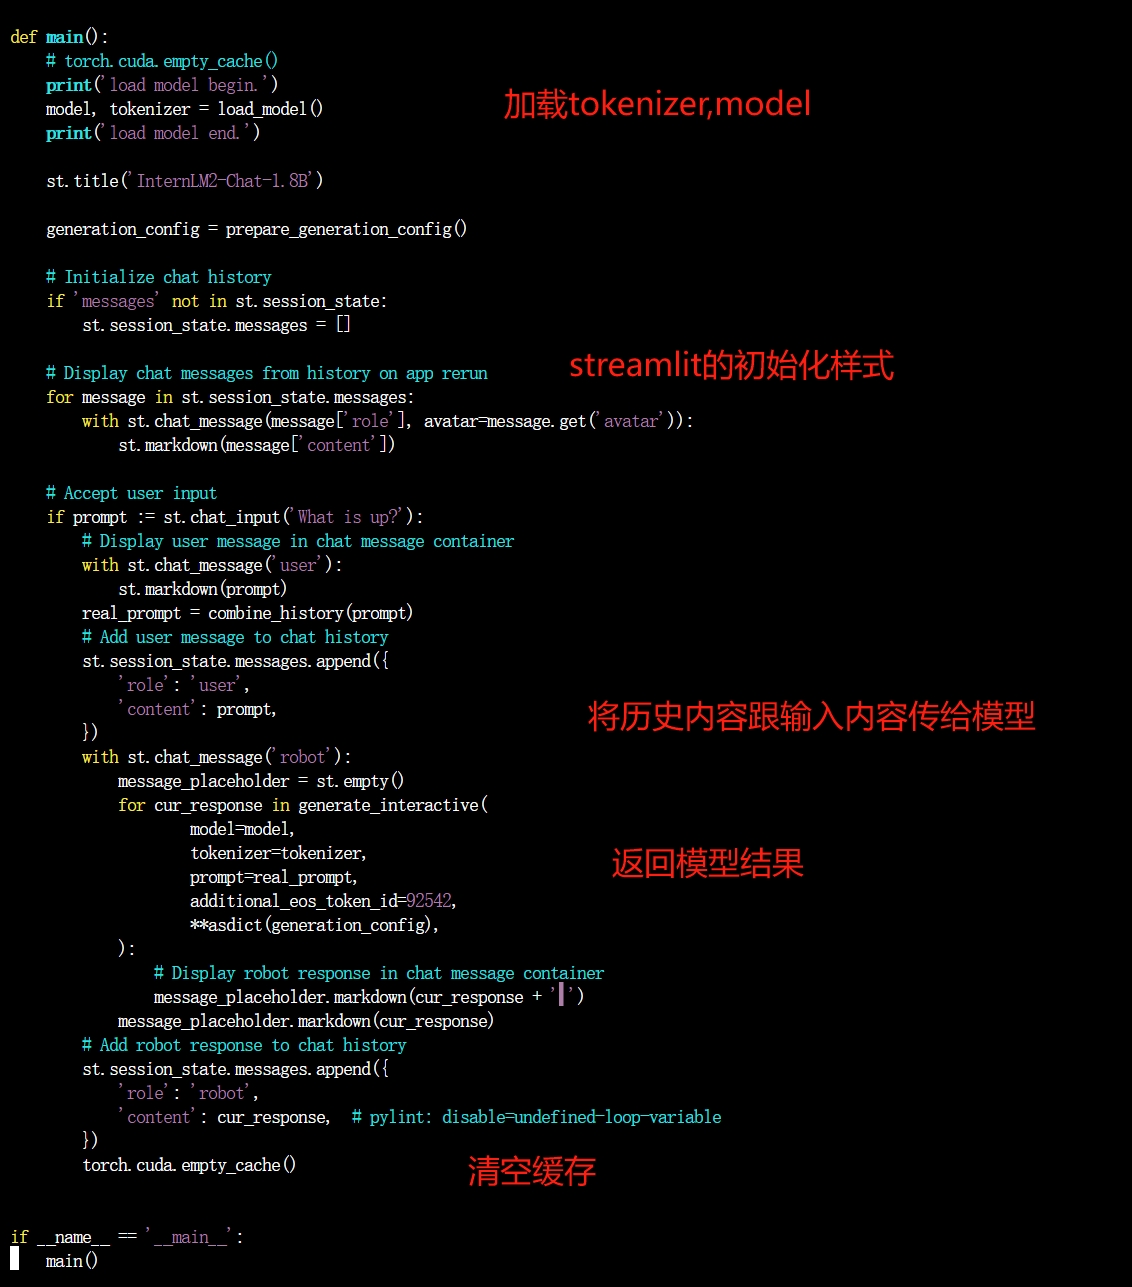 def main():
    # torch.cuda.empty_cache()
    print('load model begin.')
加载tokenizer,model
    model, tokenizer = load_model()
    print('load model end.')
    st.title('InternLM2-Chat-1.8B')
    generation_config = prepare_generation_config()
    # Initialize chat history
    if 'messages' not in st.session_state:
        st.session_state.messages = []
streamlit的初始化样式
    # Display chat messages from history on app rerun
    for message in st.session_state.messages:
        with st.chat_message(message['role'], avatar=message.get('avatar')):
            st.markdown(message['content'])
    # Accept user input
    if prompt := st.chat_input('What is up?'):
        # Display user message in chat message container
        with st.chat_message('user'):
            st.markdown(prompt)
        real_prompt = combine_history(prompt)
        # Add user message to chat history
        st.session_state.messages.append({
            'role': 'user',
            'content': prompt,
将历史内容跟输入内容传给模型
        })
        with st.chat_message('robot'):
            message_placeholder = st.empty()
            for cur_response in generate_interactive(
                    model=model,
                    tokenizer=tokenizer,
返回模型结果
                    prompt=real_prompt,
                    additional_eos_token_id=92542,
                    **asdict(generation_config),
            ):
                # Display robot response in chat message container
                message_placeholder.markdown(cur_response + '▌')
            message_placeholder.markdown(cur_response)
        # Add robot response to chat history
        st.session_state.messages.append({
            'role': 'robot',
            'content': cur_response,  # pylint: disable=undefined-loop-variable
        })
        torch.cuda.empty_cache()
清空缓存
if __name__ == '__main__':
    main()